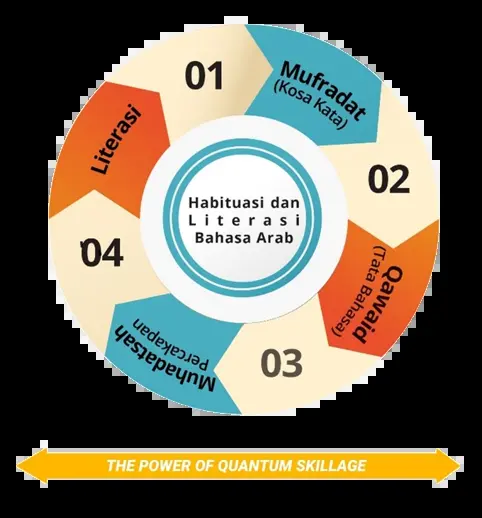 01
Mufradat
(Kosa Kata)
02
Qawaid
(Tata Bahasa)
03
Muhadatsah
Percakapan
04
Literasi
Habituasi dan
Literasi
Bahasa Arab
THE POWER OF QUANTUM SKILLAGE